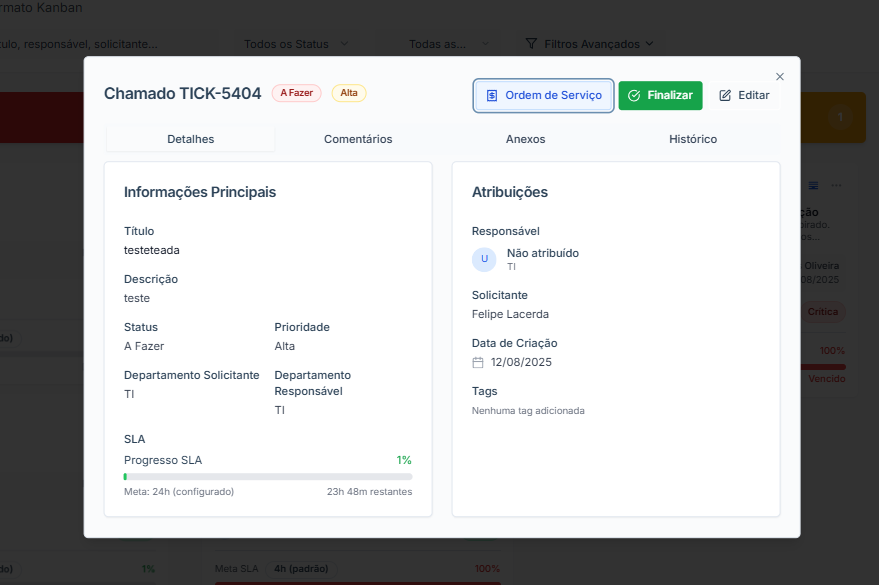 rmato Kanban
ulo, responsável, solicitante...
Todos os Status
Todas as...
Filtros Avançados
Chamado TICK-5404
A Fazer
Alta
Ordem de Serviço
Finalizar
Editar
1
Detalhes
Comentários
Anexos
Histórico
Informações Principais
Título
testeteada
Descrição
teste
Status
Prioridade
A Fazer
Alta
Departamento Solicitante
Departamento
Responsável
TI
TI
SLA
Progresso SLA
1%
Meta: 24h (configurado)
23h 48m restantes
Atribuições
Responsável
U
Não atribuído
TI
Solicitante
Felipe Lacerda
Data de Criação
12/08/2025
Tags
Nenhuma tag adicionada
...
ção
pirado.
os...
Oliveira
08/2025
Crítica
100%
Vencido
do)
do)
1%
Meta SLA
4h (padrão)
100%